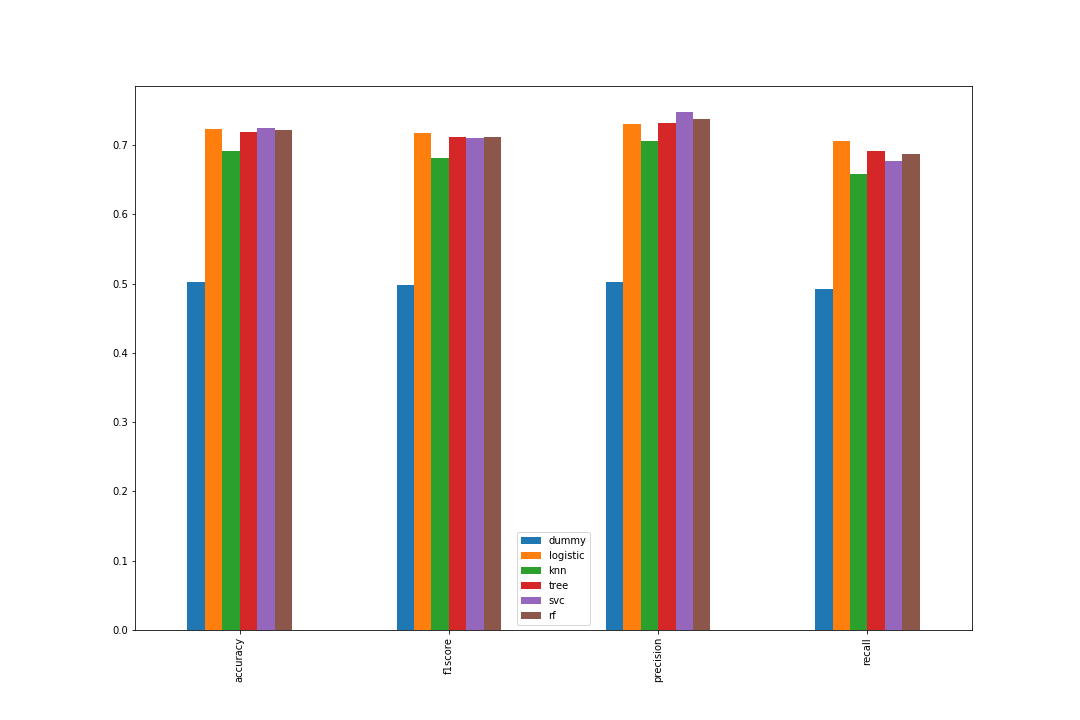 0.7
0.6
0.5
0.4
0.3
0.2
0.1
0.0
dummy
logistic
knn
tree
svc
rf
accuracy
f1score
precision
recall